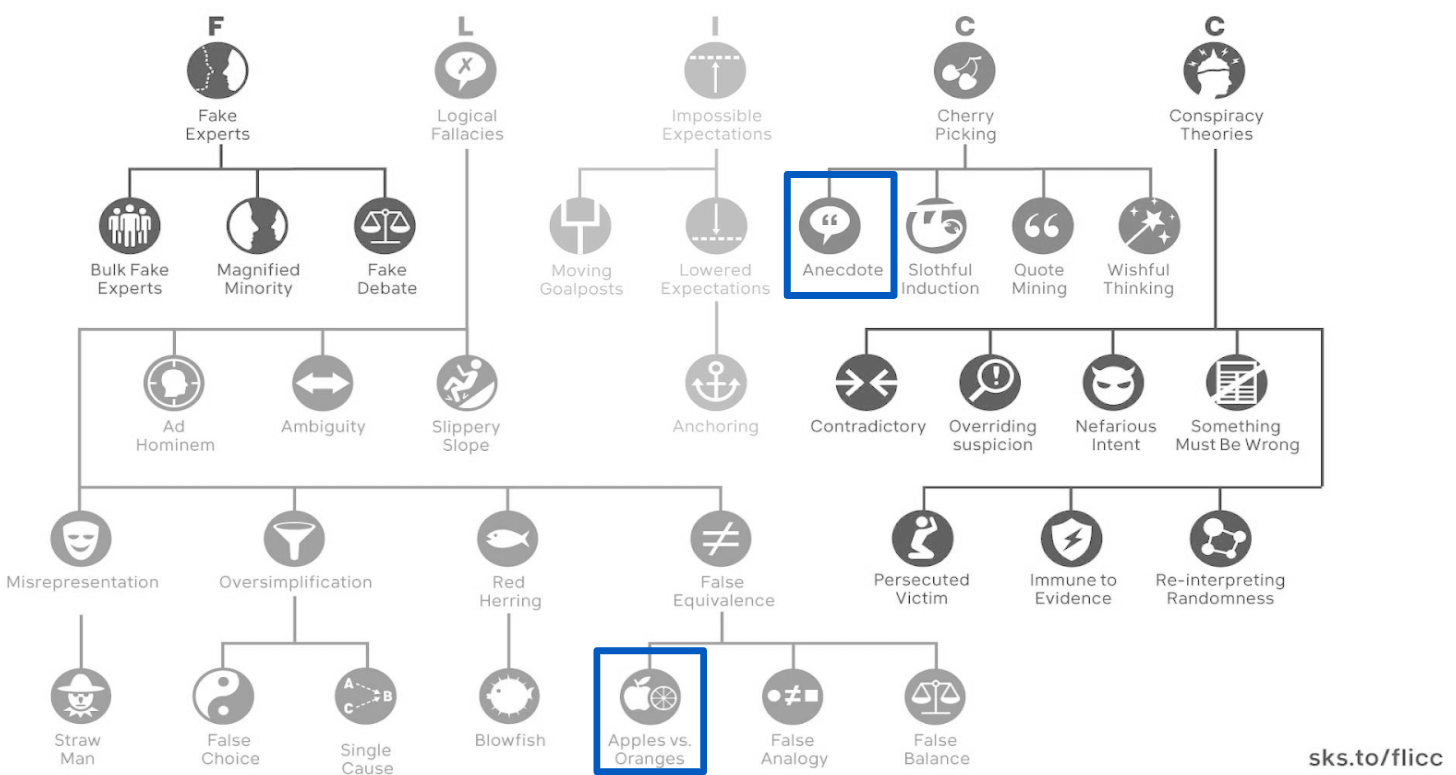 F
L
I
C
C
Fake
Experts
Logical
Fallacies
Impossible
Expectations
Cherry
Picking
Conspiracy
Theories
Bulk Fake
Experts
Magnified
Minority
Fake
Debate
Moving
Goalposts
Lowered
Expectations
Anecdote
Slothful
Induction
Quote
Mining
Wishful
Thinking
Ad
Hominem
Ambiguity
Slippery
Slope
Anchoring
Contradictory
Overriding
suspicion
Nefarious
Intent
Something
Must Be Wrong
Misrepresentation
Oversimplification
Red
Herring
False
Equivalence
Persecuted
Victim
Immune to
Evidence
Re-interpreting
Randomness
A
B
C
Straw
Man
False
Choice
Single
Cause
Blowfish
Apples vs.
Oranges
False
Analogy
False
Balance
sks.to/flicc